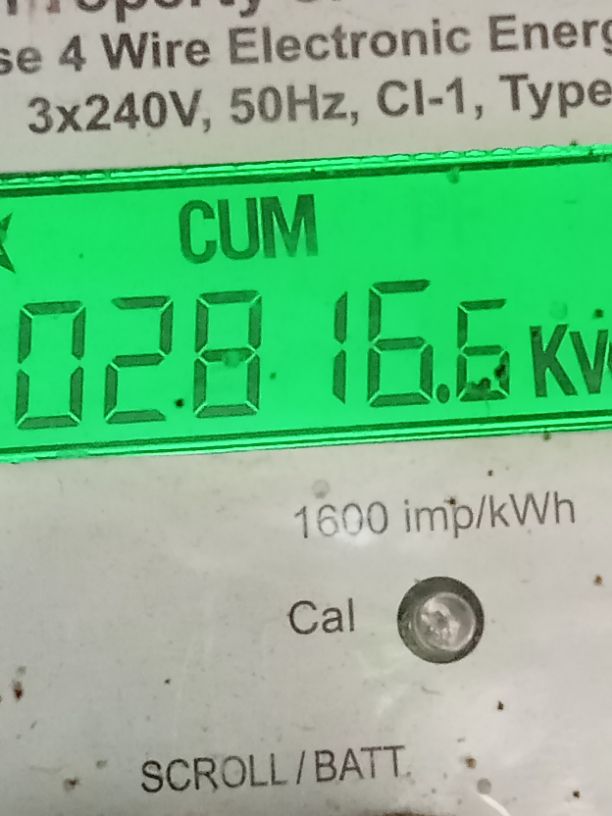 se 4 Wire Electronic Energ
3x240V, 50Hz, Cl-1, Type
CUM
02816.6 KV
1600 imp/kWh
Cal
SCROLL/BATT.